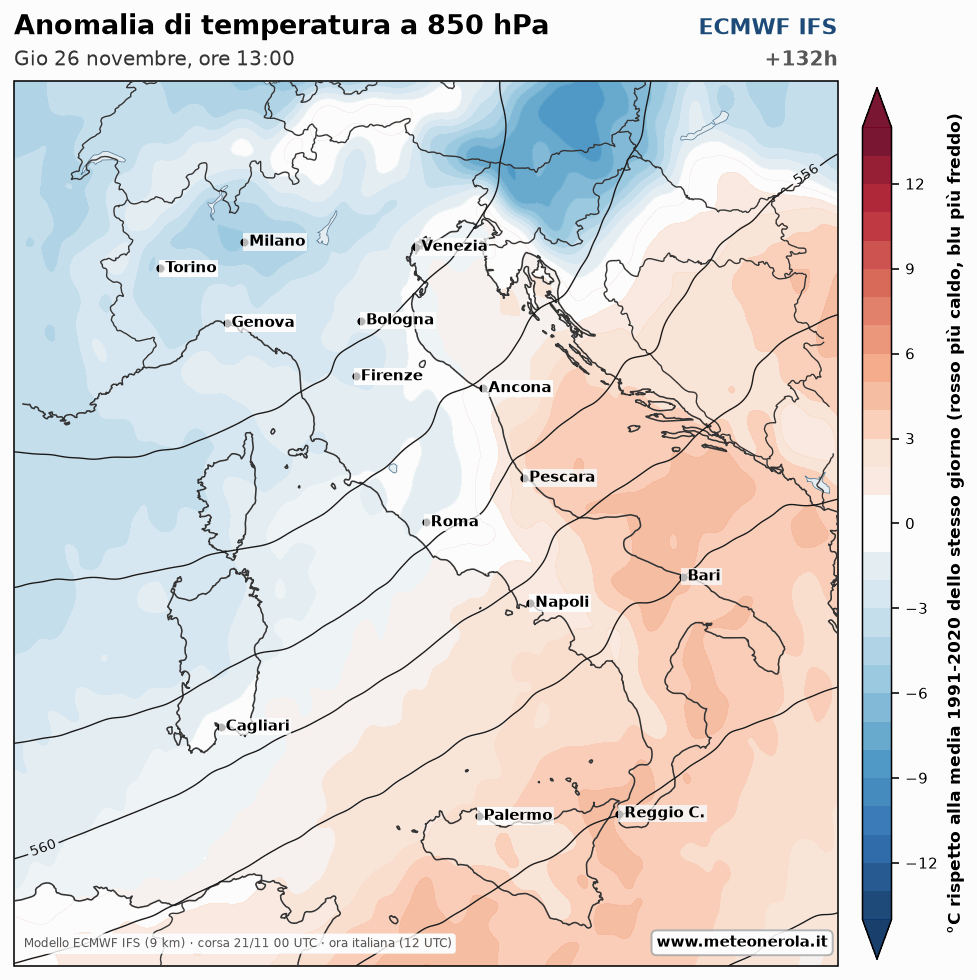 Anomalia di temperatura a 850 hPa
ECMWF IFS
Gio 26 novembre, ore 13:00
+132h
556
Milano
Venezia
Torino
Genova
Bologna
Firenze
Ancona
Pescara
Roma
Bari
Napoli
Cagliari
Palermo
Reggio C.
560
Modello ECMWF IFS (9 km) · corsa 21/11 00 UTC · ora italiana (12 UTC)
www.meteonerola.it
12
9
6
3
0
−3
−6
−9
−12
°C rispetto alla media 1991-2020 dello stesso giorno (rosso più caldo, blu più freddo)